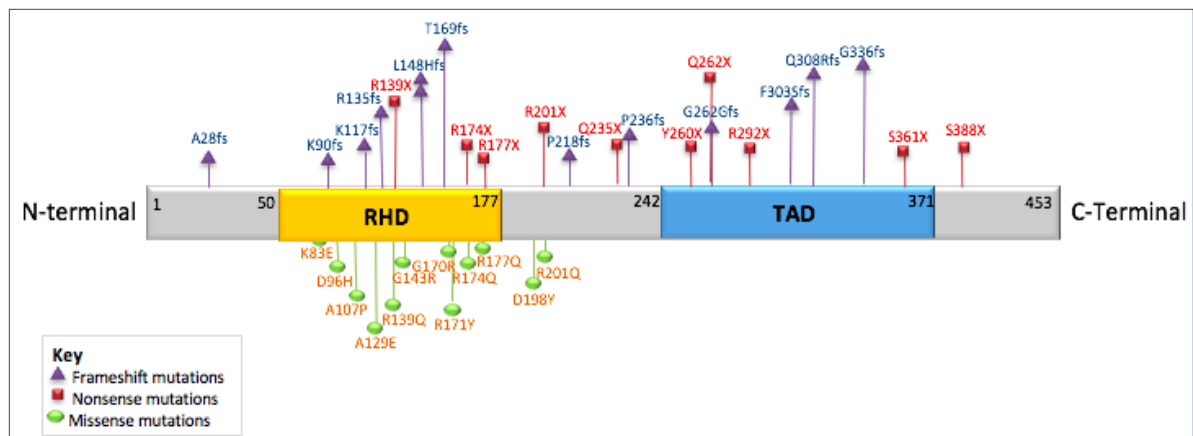 T169fs
G336fs
L148Hfs
Q262X
Q308Rfs
R139X
R135fs
F303Sfs
R201X
G262Gfs
A28fs
K117fs
R174X
Q235X
P236fs
K90fs
R177X
P218fs
Y260X
R292X
S361X
S388X
N-terminal
1
50
RHD
177
242
TAD
371
453
C-Terminal
K83E
D96H
G143R
G170R
R174Q
R177Q
R201Q
A107P
R139Q
R171Y
D198Y
A129E
Key
Frameshift mutations
Nonsense mutations
Missense mutations